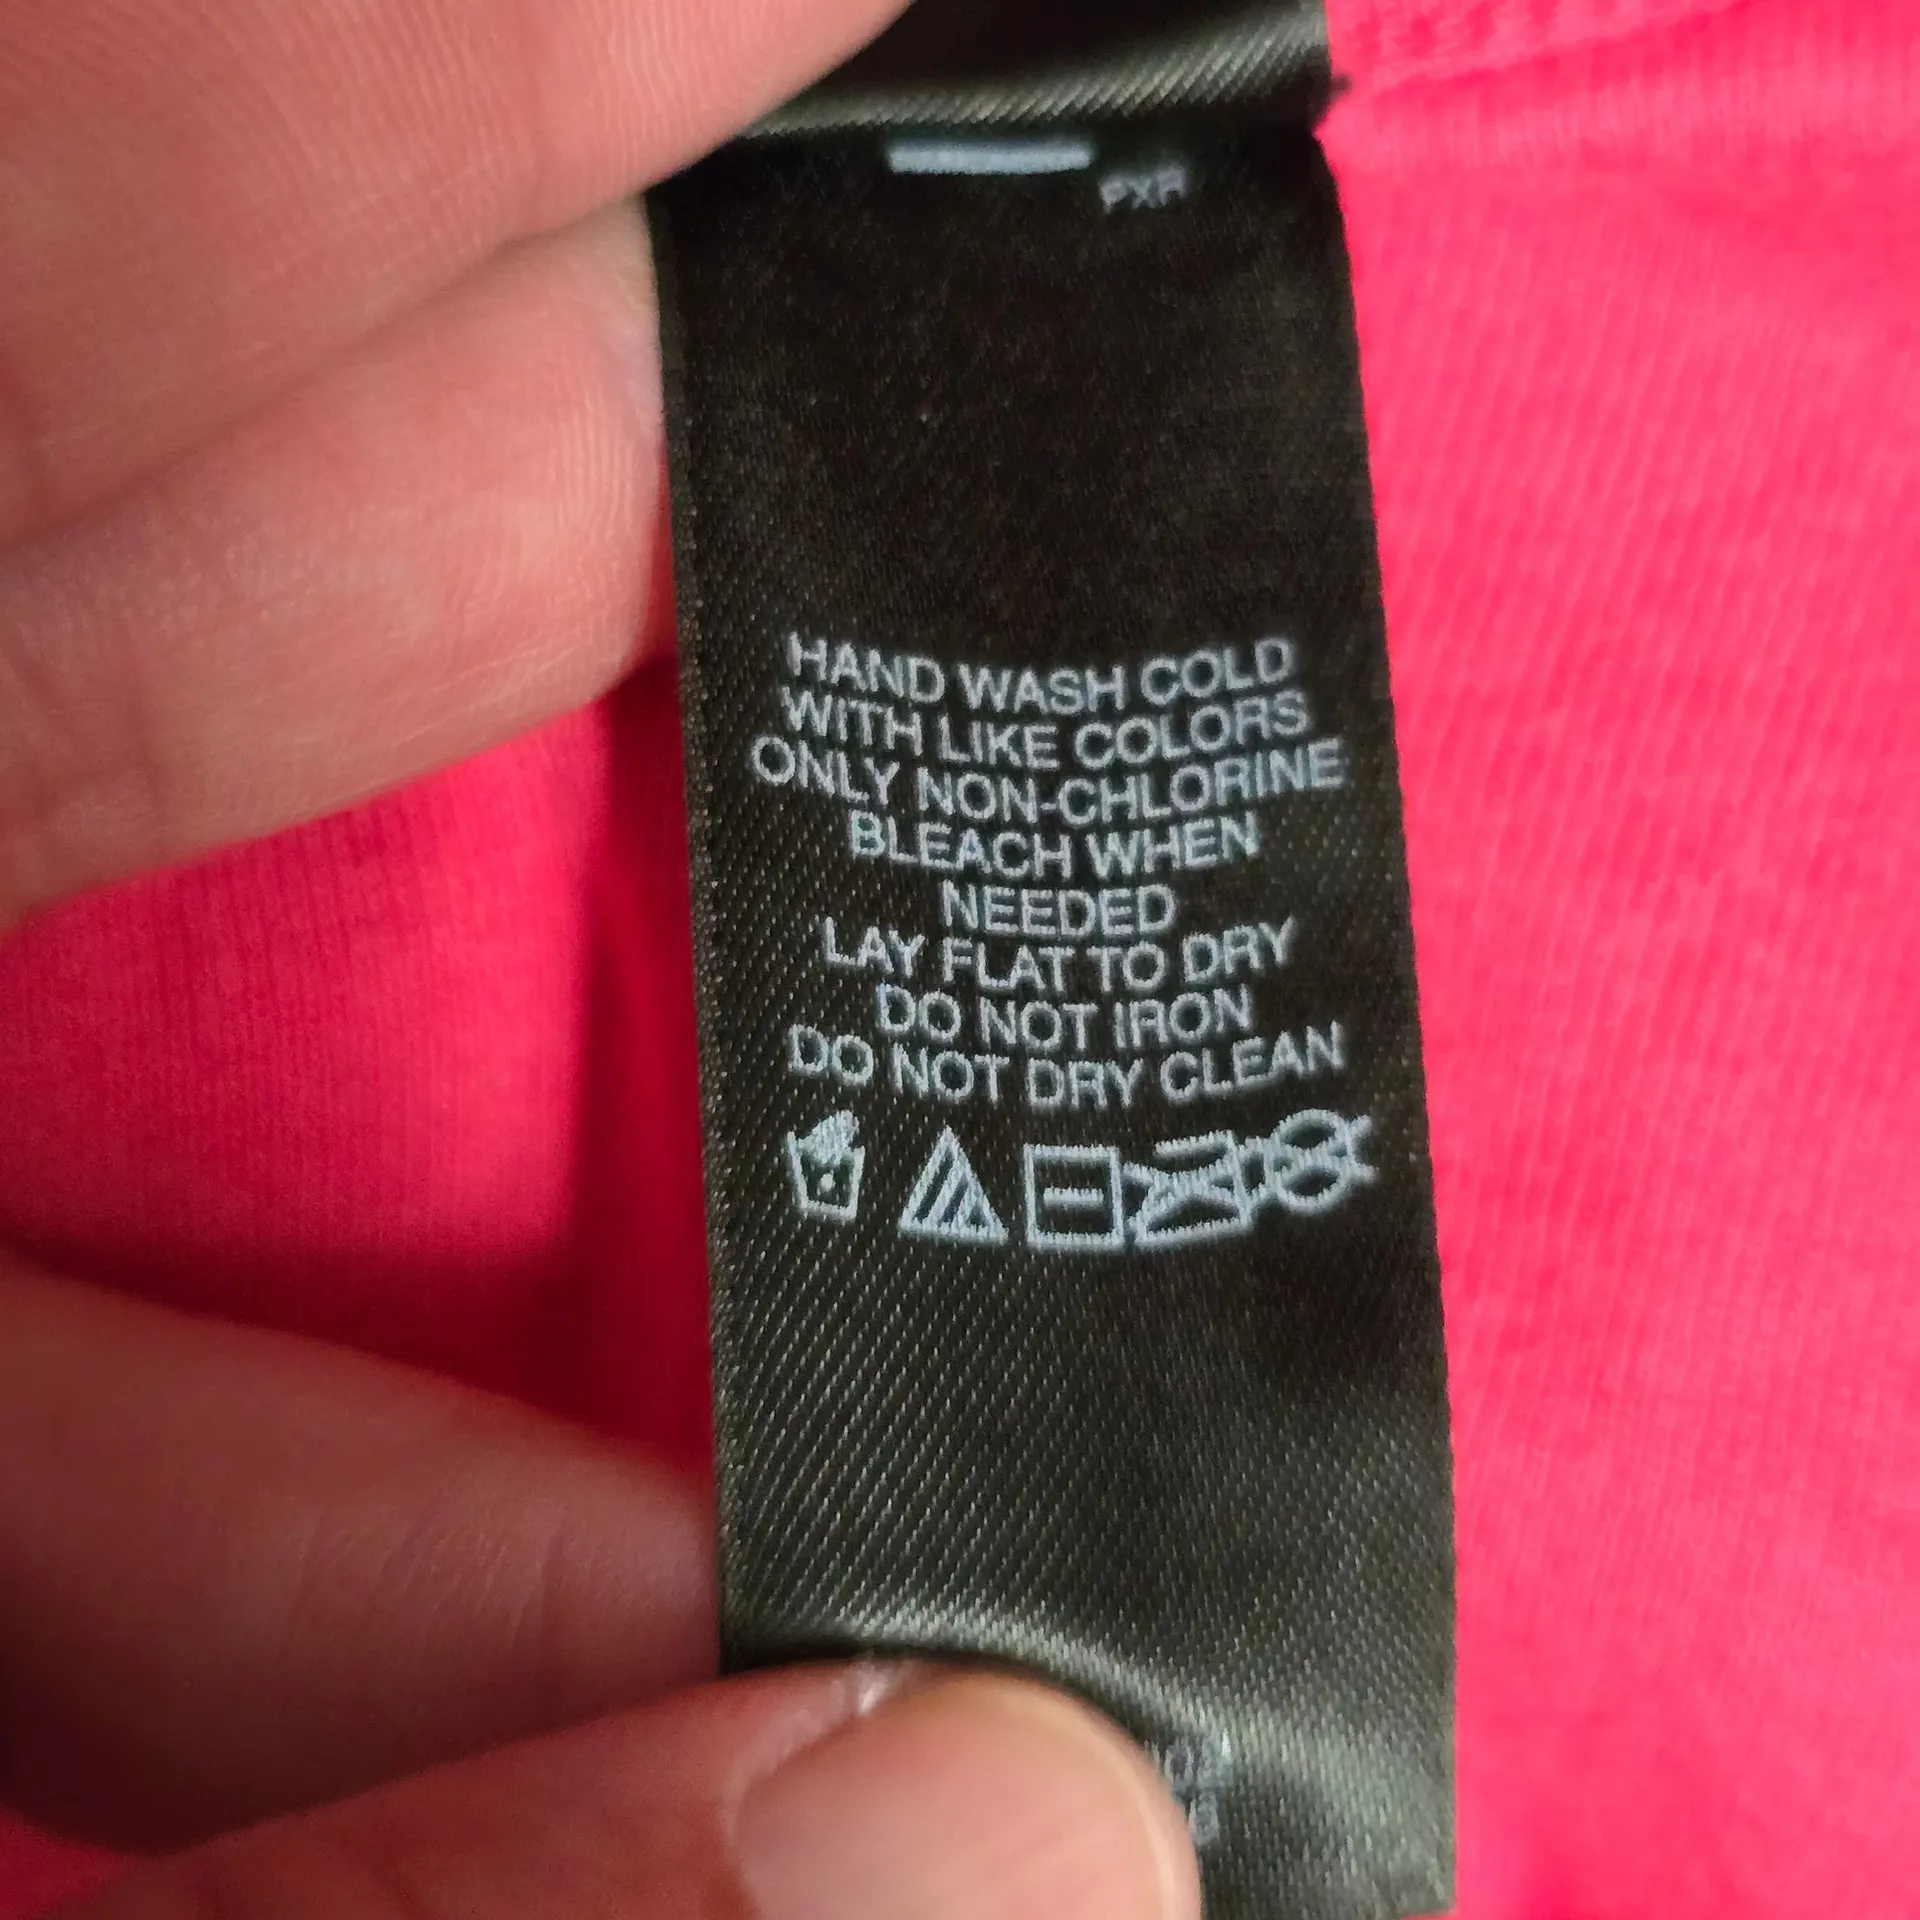 HAND WASH COLD
WITH LIKE COLORS
ONLY NON-CHLORINE
BLEACH WHEN
NEEDED
LAY FLAT TO DRY
DO NOT IRON
DO NOT DRY CLEAN